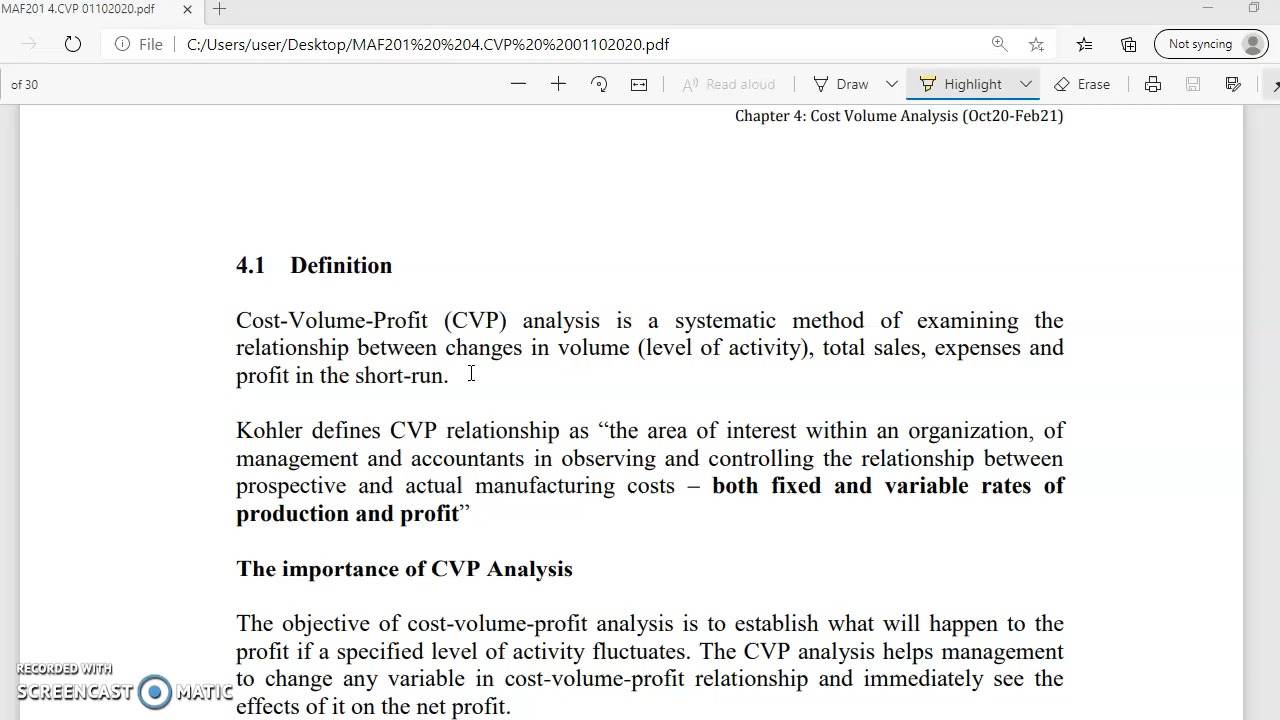 MAF201 4.CVP 01102020.pdf
File
C:/Users/user/Desktop/MAF201%20%204.CVP%20%2001102020.pdf
Not syncing
of 30
Read aloud
Draw
Highlight
Erase
Chapter 4: Cost Volume Analysis (Oct20-Feb21)
4.1 Definition
Cost-Volume-Profit (CVP) analysis is a systematic method of examining the
relationship between changes in volume (level of activity), total sales, expenses and
profit in the short-run.
Kohler defines CVP relationship as “the area of interest within an organization, of
management and accountants in observing and controlling the relationship between
prospective and actual manufacturing costs – both fixed and variable rates of
production and profit”
The importance of CVP Analysis
The objective of cost-volume-profit analysis is to establish what will happen to the
profit if a specified level of activity fluctuates. The CVP analysis helps management
to change any variable in cost-volume-profit relationship and immediately see the
effects of it on the net profit.
RECORDED WITH
SCREENCAST MATIC